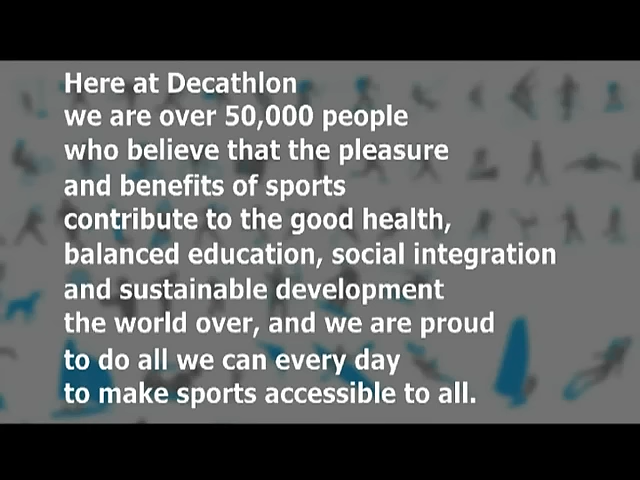 Here at Decathlon
we are over 50,000 people
who believe that the pleasure
and benefits of sports
contribute to the good health,
balanced education, social integration
and sustainable development
the world over, and we are proud
to do all we can every day
to make sports accessible to all.